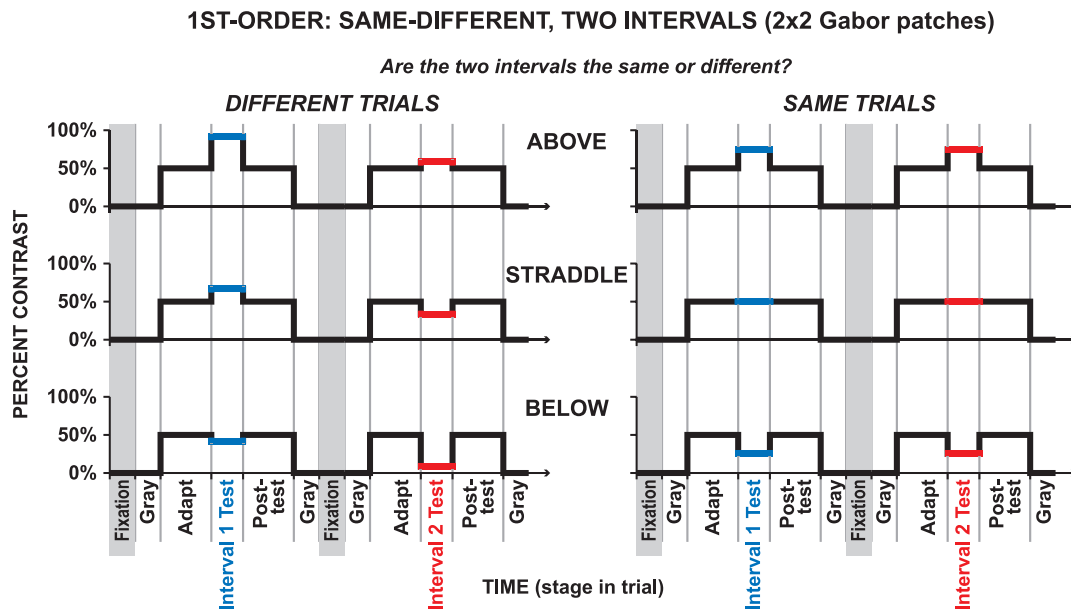 1ST-ORDER: SAME-DIFFERENT, TWO INTERVALS (2x2 Gabor patches)
Are the two intervals the same or different?
DIFFERENT TRIALS
SAME TRIALS
PERCENT CONTRAST
100%
50%
0%
ABOVE
100%
50%
0%
STRADDLE
100%
50%
0%
BELOW
Fixation
Gray
Adapt
Interval 1 Test
Post-
test
Gray
Fixation
Gray
Adapt
Interval 2 Test
Post-
test
Gray
Fixation
Gray
Adapt
Interval 1 Test
Post-
test
Gray
Fixation
Gray
Adapt
Interval 2 Test
Post-
test
Gray
TIME (stage in trial)